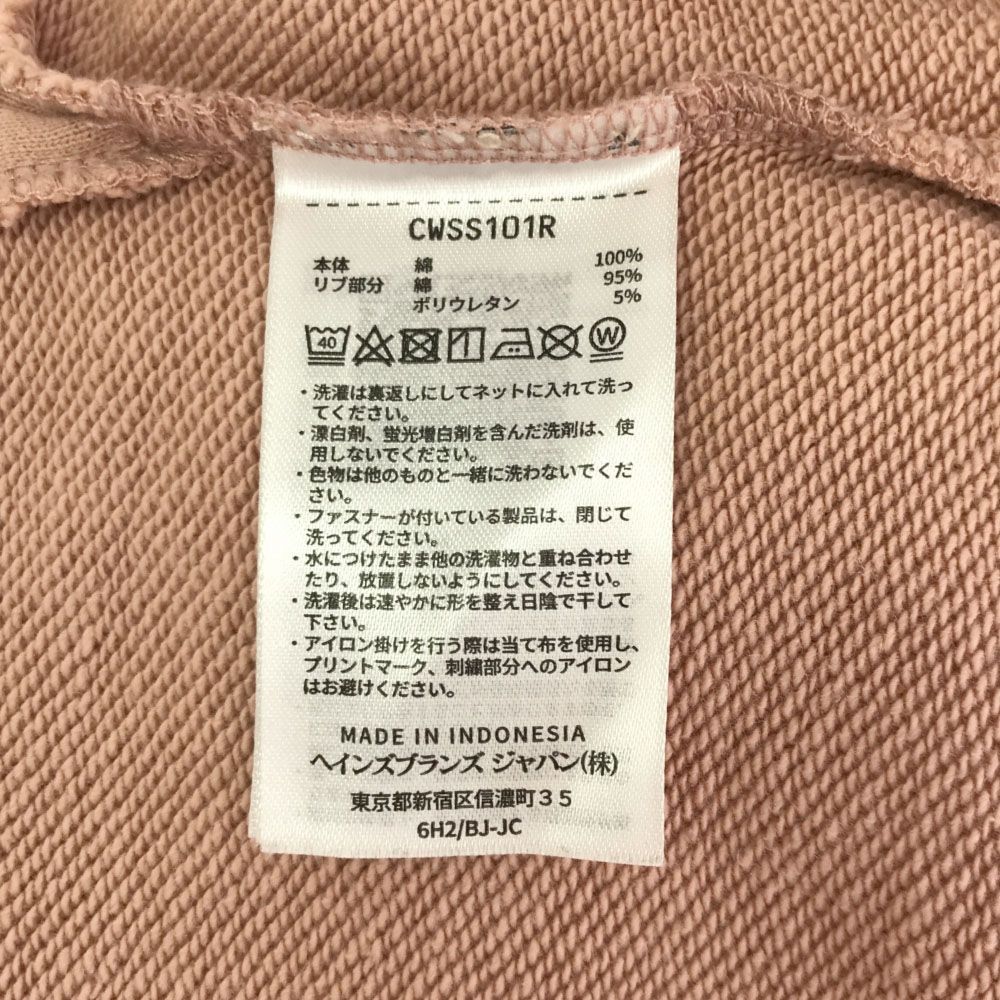 CWSS101R
本体 綿 100%
リブ部分 綿 95%
ポリウレタン 5%
40 W
・洗濯は裏返しにしてネットに入れて洗っ
てください。
・漂白剤、蛍光増白剤を含んだ洗剤は、使
用しないでください。
・色物は他のものと一緒に洗わないでくだ
さい。
・ファスナーが付いている製品は、閉じて
洗ってください。
・水につけたまま他の洗濯物と重ね合わせ
たり、放置しないようにしてください。
・洗濯後は速やかに形を整え日陰で干して
下さい。
・アイロン掛けを行う際は当て布を使用し、
プリントマーク、刺繍部分へのアイロン
はお避けください。
MADE IN INDONESIA
ヘインズブランズ ジャパン(株)
東京都新宿区信濃町35
6H2/BJ-JC